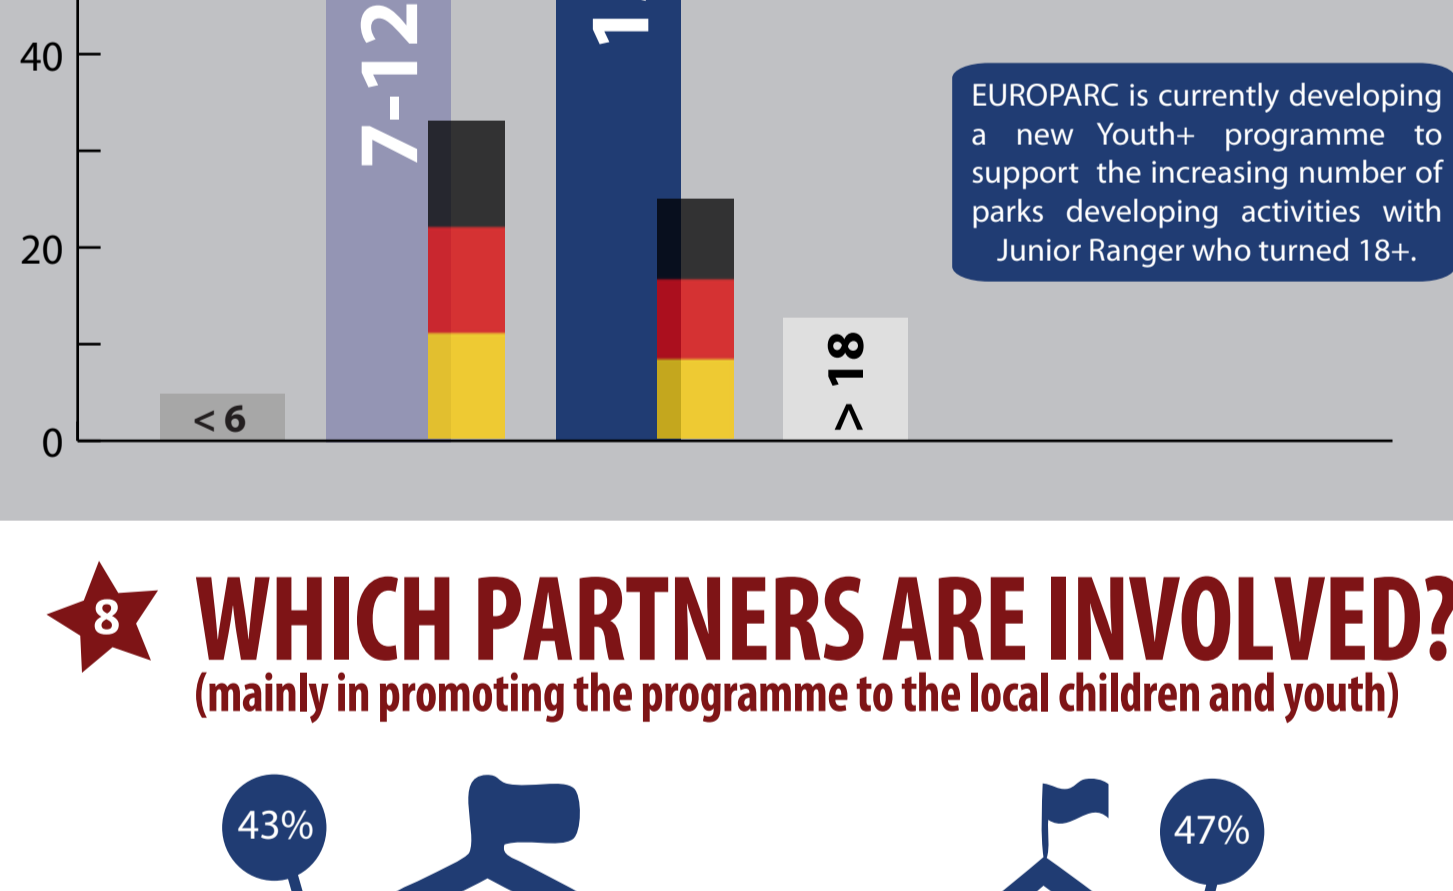 40
20
0
7-12
< 6
> 18
EUROPARC is currently developing
a new Youth+ programme to
support the increasing number of
parks developing activities with
Junior Ranger who turned 18+.
8
WHICH PARTNERS ARE INVOLVED?
(mainly in promoting the programme to the local children and youth)
43%
47%